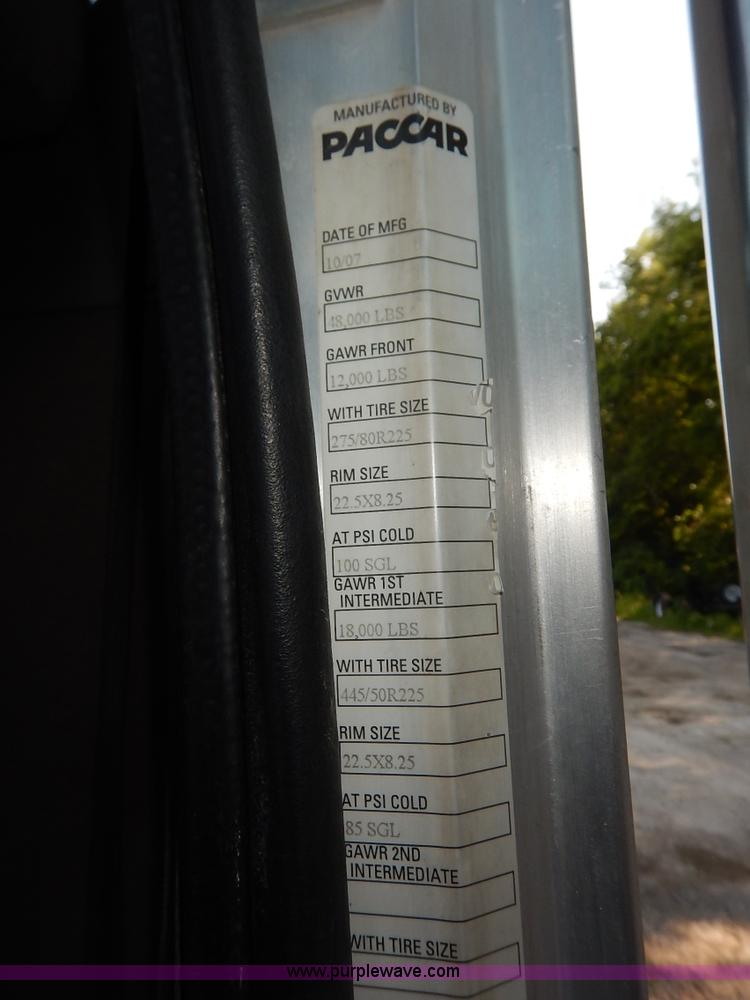 MANUFACTURED BY
PACCAR
DATE OF MFG
10/07
GVWR
48,000 LBS
GAWR FRONT
12,000 LBS
WITH TIRE SIZE
275/80R225
RIM SIZE
22.5X8.25
AT PSI COLD
100 SGL
GAWR 1ST
INTERMEDIATE
18,000 LBS
WITH TIRE SIZE
445/50R225
RIM SIZE
22.5X8.25
AT PSI COLD
85 SGL
GAWR 2ND
INTERMEDIATE
WITH TIRE SIZE
www.purplewave.com